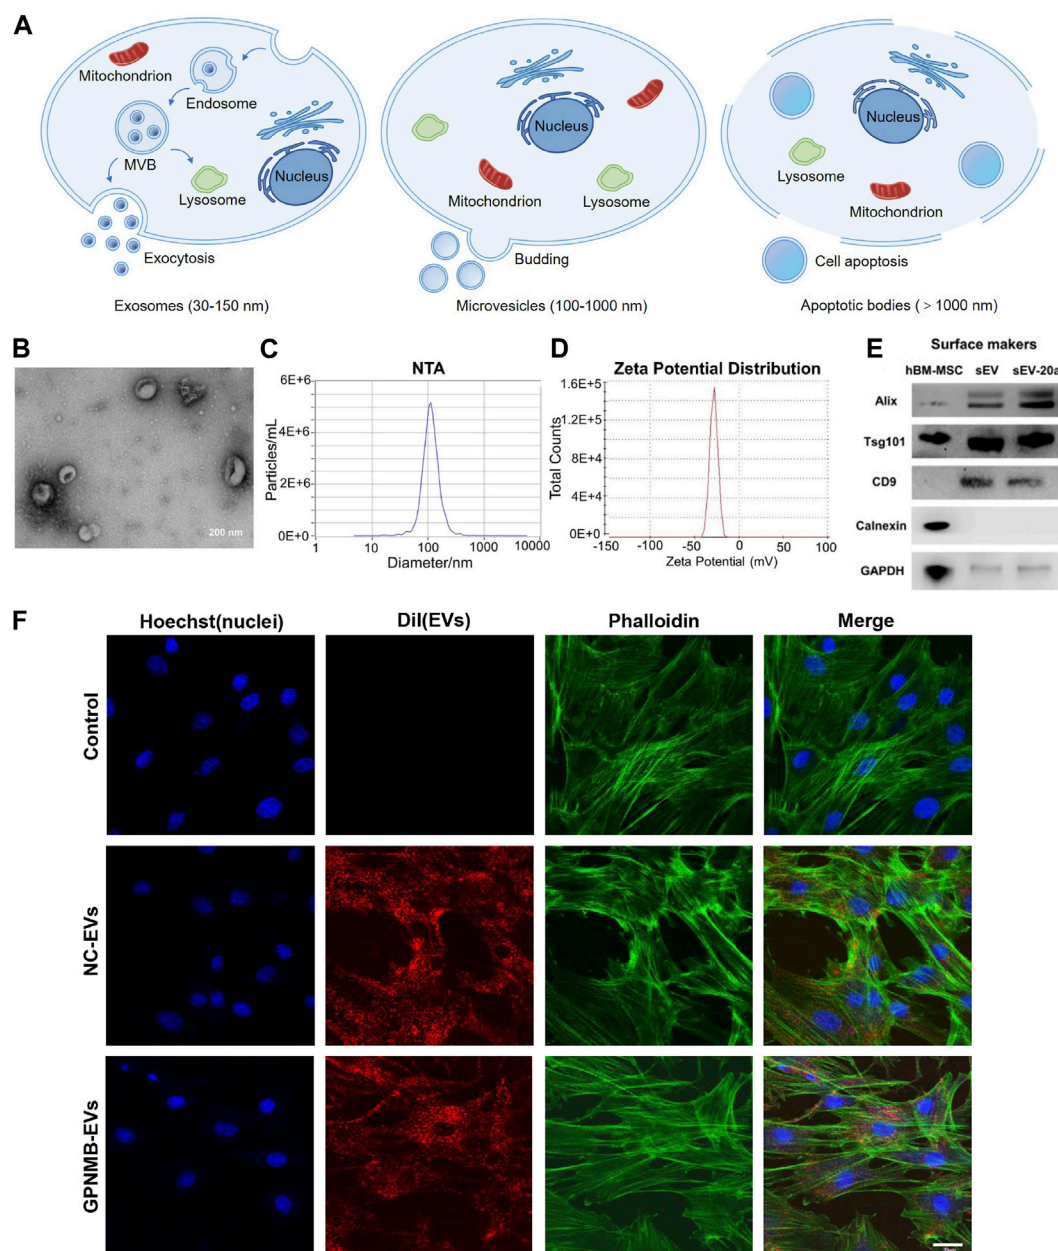 A
Mitochondrion
Endosome
MVB
Lysosome
Nucleus
Exocytosis
Exosomes (30-150 nm)
Nucleus
Mitochondrion
Lysosome
Budding
Microvesicles (100-1000 nm)
Nucleus
Lysosome
Mitochondrion
Cell apoptosis
Apoptotic bodies ( > 1000 nm)
B
200 nm
C
NTA
Particles/mL
6E+6
4E+6
2E+6
0E+0
1 10 100 1000 10000
Diameter/nm
D
Zeta Potential Distribution
Total Counts
1.6E+5
1.2E+5
8E+4
4E+4
0E+0
-150 -100 -50 0 50 100
Zeta Potential (mV)
E
Surface makers
hBM-MSC sEV sEV-20a
Alix
Tsg101
CD9
Calnexin
GAPDH
F
Hoechst(nuclei) Dil(EVs) Phalloidin Merge
Control
NC-EVs
GPNMB-EVs